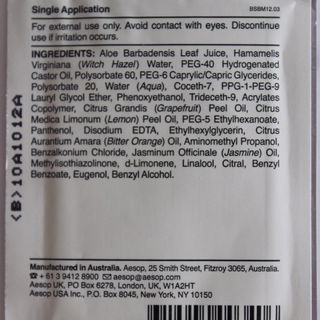 Single Application
BSBM12.03
For external use only. Avoid contact with eyes. Discontinue
use if irritation occurs.
INGREDIENTS: Aloe Barbadensis Leaf Juice, Hamamelis
Virginiana (Witch Hazel) Water, PEG-40 Hydrogenated
Castor Oil, Polysorbate 60, PEG-6 Caprylic/Capric Glycerides,
Polysorbate 20, Water (Aqua), Coceth-7, PPG-1-PEG-9
Lauryl Glycol Ether, Phenoxyethanol, Trideceth-9, Acrylates
Copolymer, Citrus Grandis (Grapefruit) Peel Oil, Citrus
Medica Limonum (Lemon) Peel Oil, PEG-5 Ethylhexanoate,
Panthenol, Disodium EDTA, Ethylhexylglycerin, Citrus
Aurantium Amara (Bitter Orange) Oil, Aminomethyl Propanol,
Benzalkonium Chloride, Jasminum Officinale (Jasmine) Oil,
Methylisothiazolinone, d-Limonene, Linalool, Citral, Benzyl
Benzoate, Eugenol, Benzyl Alcohol.
<B>10A1012A
Manufactured in Australia. Aesop, 25 Smith Street, Fitzroy 3065, Australia.
☎ + 61 3 9412 8900 aesop@aesop.com
Aesop UK, PO Box 6278, London, UK, W1A2HT
Aesop USA Inc., P.O. Box 8045, New York, NY 10150